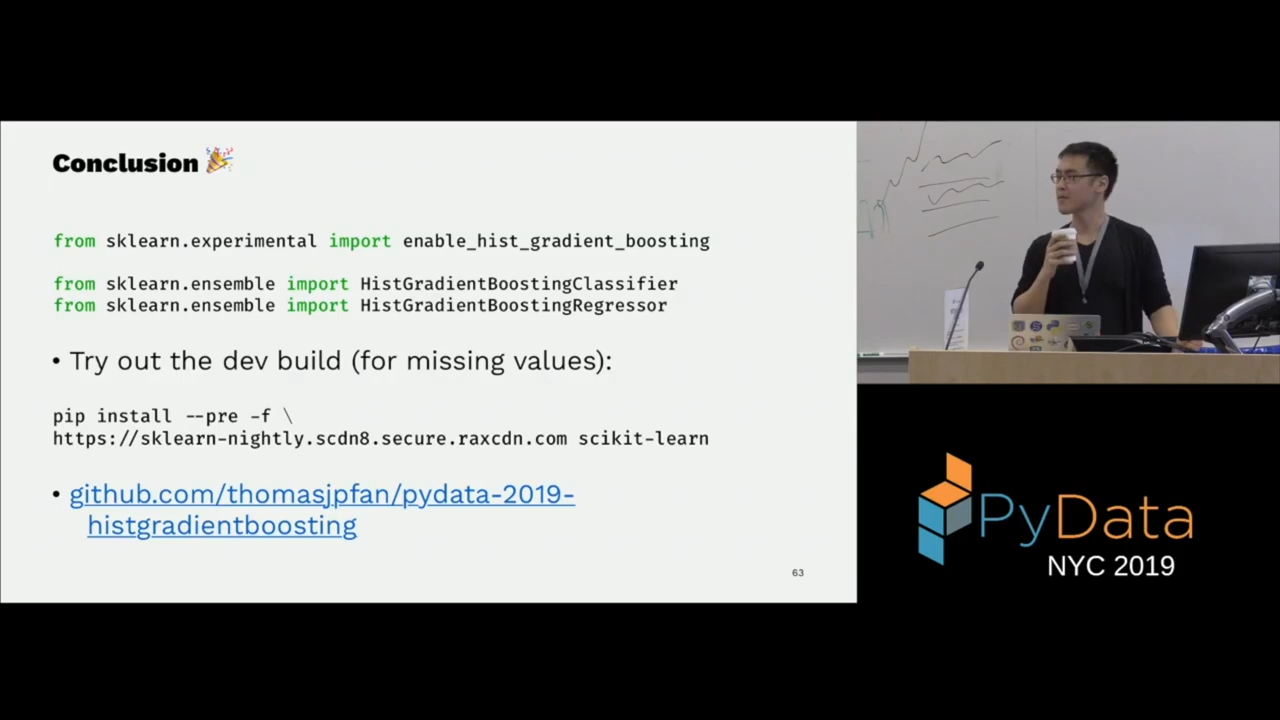 Conclusion 🎉
from sklearn.experimental import enable_hist_gradient_boosting
from sklearn.ensemble import HistGradientBoostingClassifier
from sklearn.ensemble import HistGradientBoostingRegressor
• Try out the dev build (for missing values):
pip install --pre -f \
https://sklearn-nightly.scdn8.secure.raxcdn.com scikit-learn
• github.com/thomasjpfan/pydata-2019-
histgradientboosting
63
PyData
NYC 2019